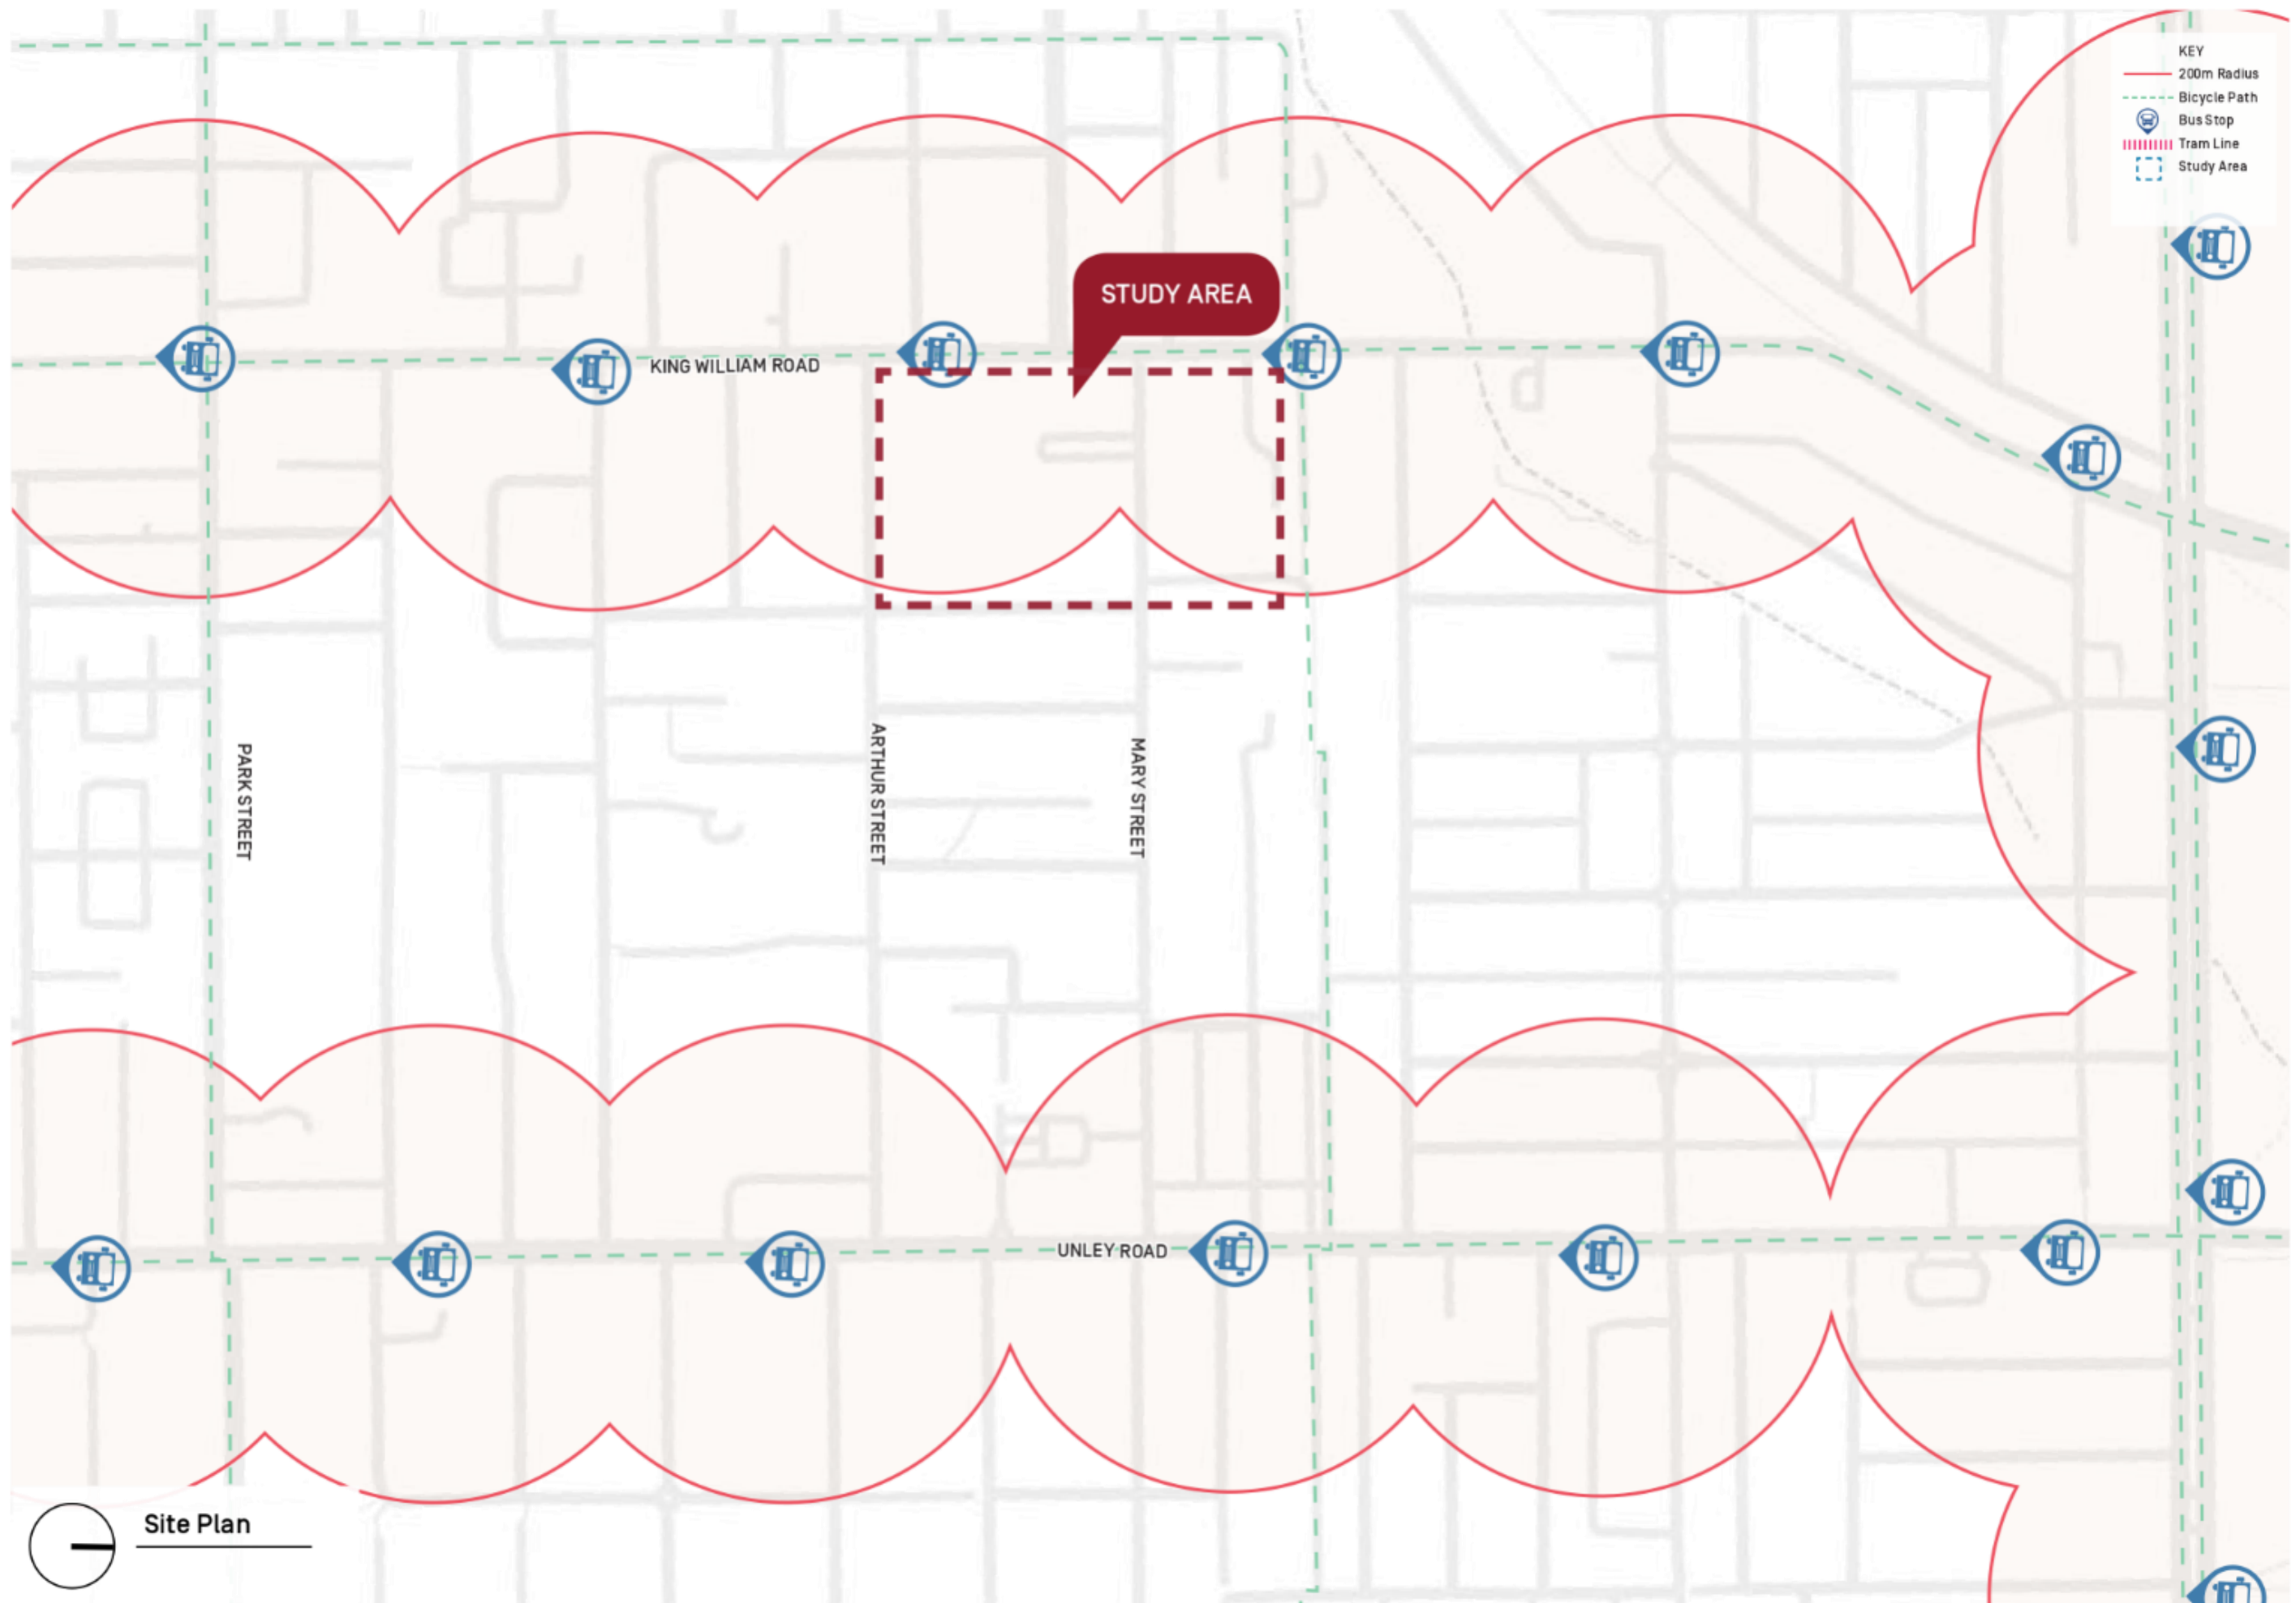 KEY
200m Radius
Bicycle Path
Bus Stop
Tram Line
Study Area
STUDY AREA
KING WILLIAM ROAD
PARK STREET
ARTHUR STREET
MARY STREET
UNLEY ROAD
Site Plan